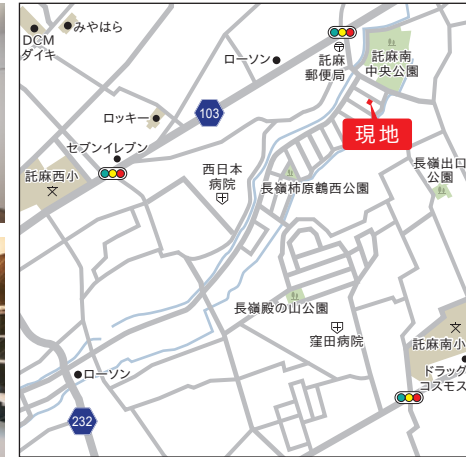 みやはら
DCM
ダイキ
ローソン
託麻
郵便局
託麻南
中央公園
ロッキー
103
現地
セブンイレブン
託麻西小
西日本
病院
長嶺柿原鶴西公園
長嶺出口
公園
長嶺殿の山公園
窪田病院
託麻南小
ドラッグ
コスモス
ローソン
232